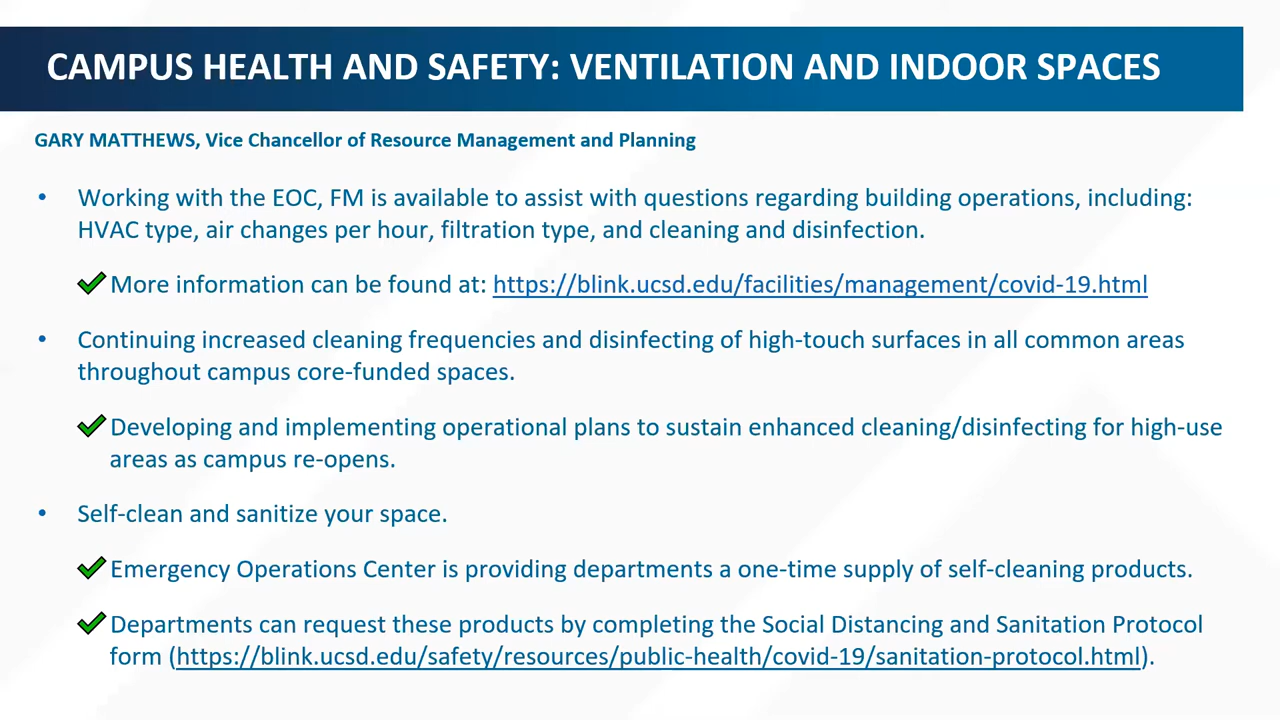 CAMPUS HEALTH AND SAFETY: VENTILATION AND INDOOR SPACES
GARY MATTHEWS, Vice Chancellor of Resource Management and Planning
• Working with the EOC, FM is available to assist with questions regarding building operations, including:
HVAC type, air changes per hour, filtration type, and cleaning and disinfection.
✔ More information can be found at: https://blink.ucsd.edu/facilities/management/covid-19.html
• Continuing increased cleaning frequencies and disinfecting of high-touch surfaces in all common areas
throughout campus core-funded spaces.
✔ Developing and implementing operational plans to sustain enhanced cleaning/disinfecting for high-use
areas as campus re-opens.
• Self-clean and sanitize your space.
✔ Emergency Operations Center is providing departments a one-time supply of self-cleaning products.
✔ Departments can request these products by completing the Social Distancing and Sanitation Protocol
form (https://blink.ucsd.edu/safety/resources/public-health/covid-19/sanitation-protocol.html).